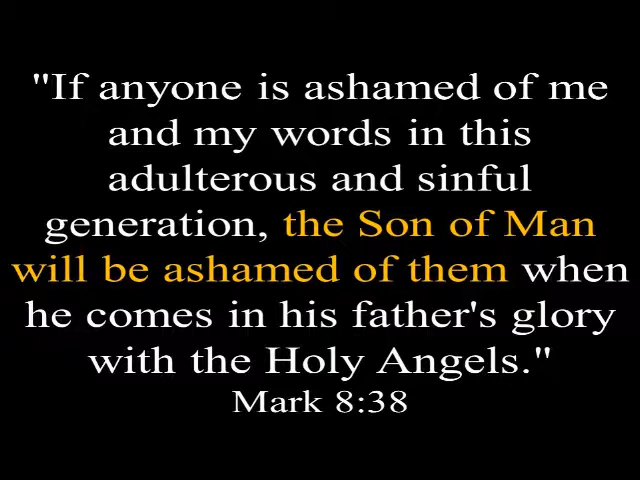 "If anyone is ashamed of me
and my words in this
adulterous and sinful
generation, the Son of Man
will be ashamed of them when
he comes in his father's glory
with the Holy Angels."
Mark 8:38